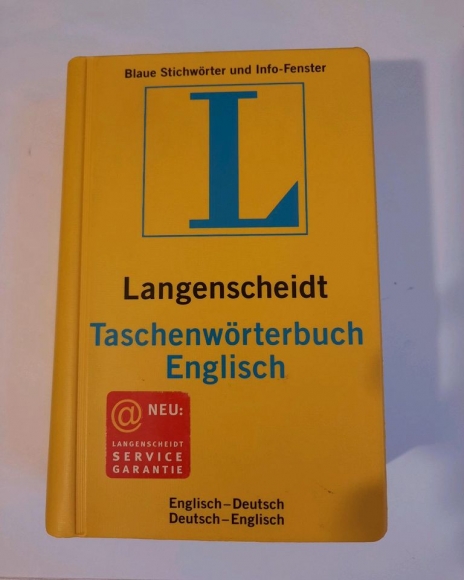 Blaue Stichwörter und Info-Fenster
L
Langenscheidt
Taschenwörterbuch
Englisch
@ NEU:
LANGENSCHEIDT
SERVICE
GARANTIE
Englisch–Deutsch
Deutsch–Englisch